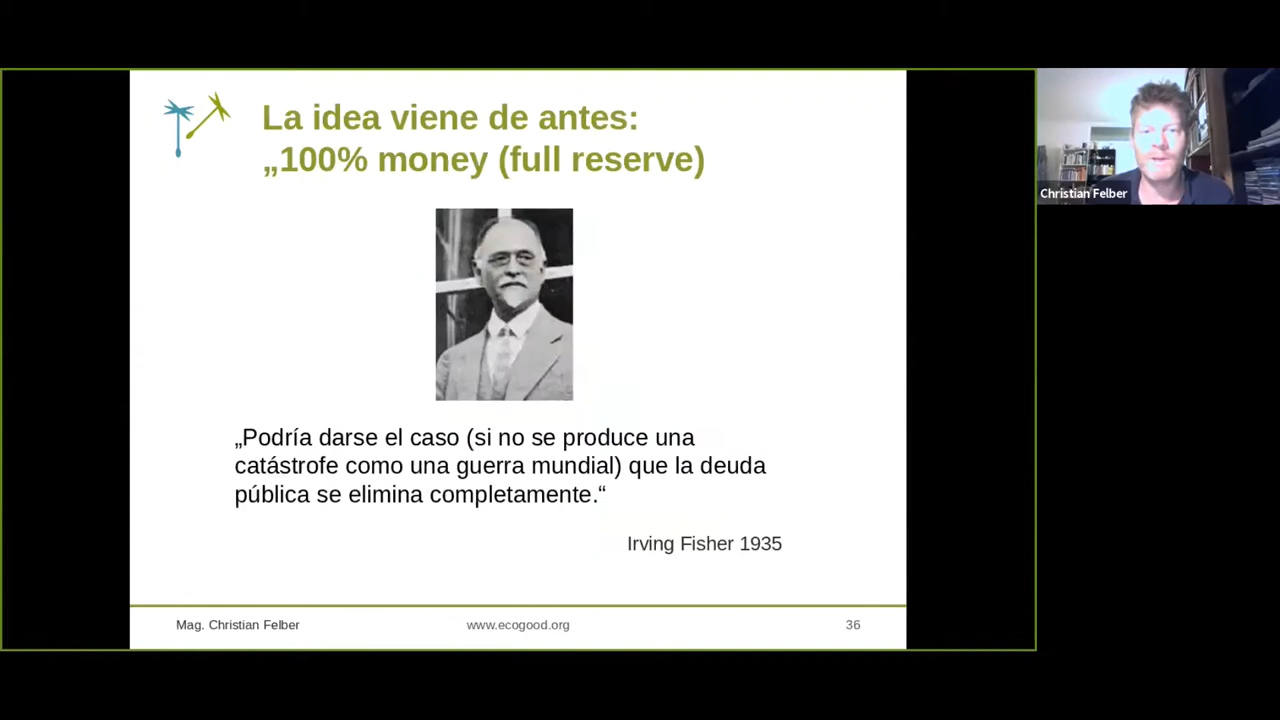 La idea viene de antes:
„100% money (full reserve)
„Podría darse el caso (si no se produce una
catástrofe como una guerra mundial) que la deuda
pública se elimina completamente.“
Irving Fisher 1935
Mag. Christian Felber
www.ecogood.org
36
Christian Felber